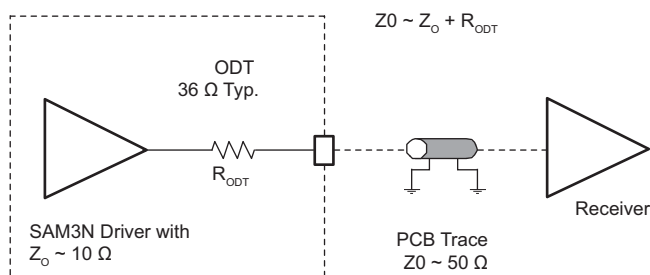 Z0 ~ Z_O + R_ODT
ODT
36 Ω Typ.
R_ODT
SAM3N Driver with
Z_O ~ 10 Ω
PCB Trace
Z0 ~ 50 Ω
Receiver